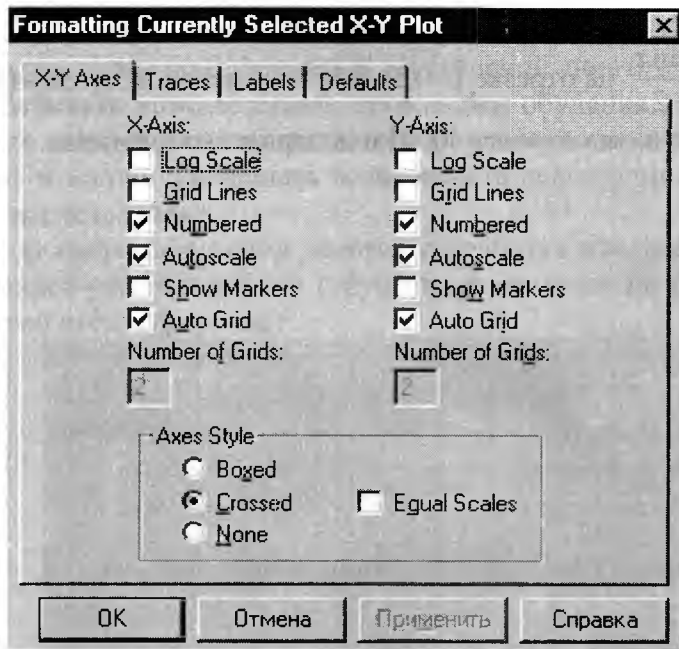 Formatting Currently Selected X-Y Plot
X-Y Axes Traces Labels Defaults
X-Axis: Y-Axis:
Log Scale Log Scale
Grid Lines Grid Lines
Numbered Numbered
Autoscale Autoscale
Show Markers Show Markers
Auto Grid Auto Grid
Number of Grids: Number of Grids:
2 2
Axes Style
Boxed
Crossed Equal Scales
None
OK Отмена Применить Справка